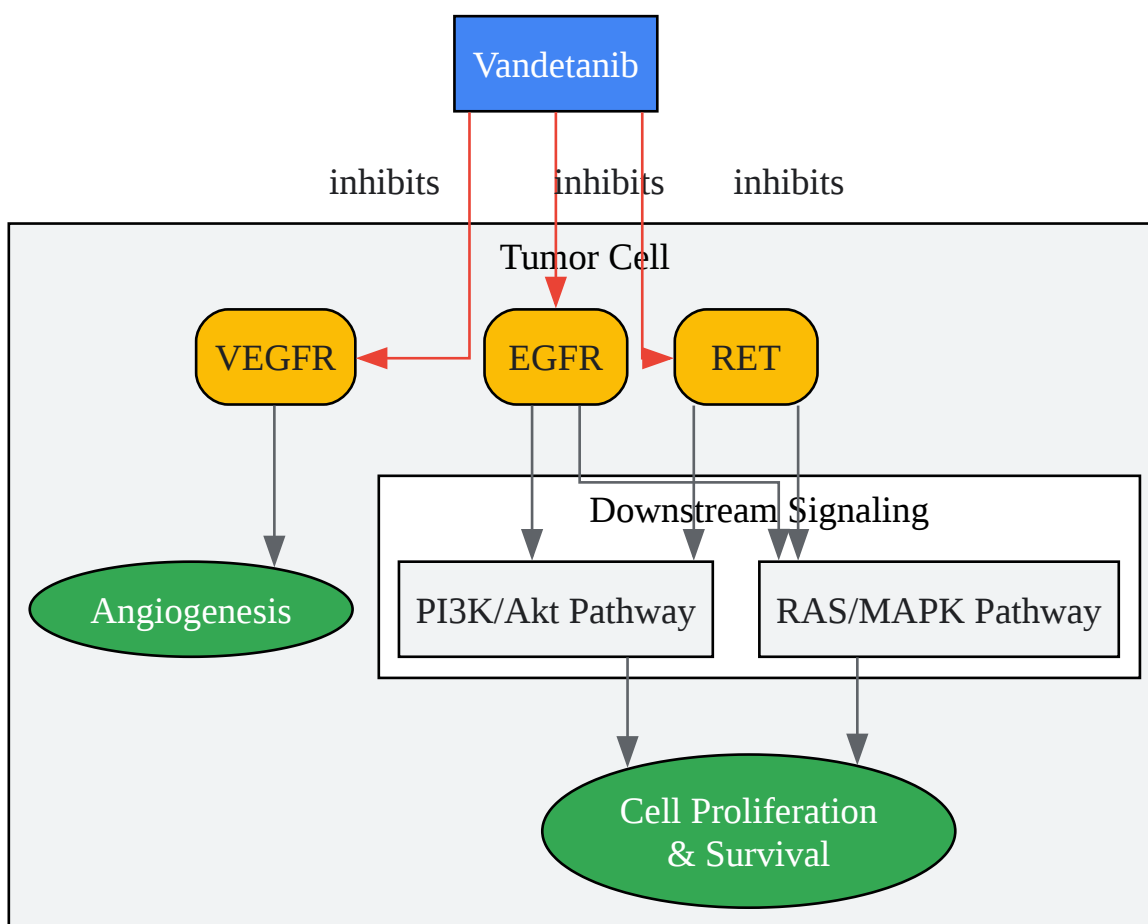 Vandetanib
inhibits
inhibits
inhibits
Tumor Cell
VEGFR
EGFR
RET
Downstream Signaling
Angiogenesis
PI3K/Akt Pathway
RAS/MAPK Pathway
Cell Proliferation
& Survival